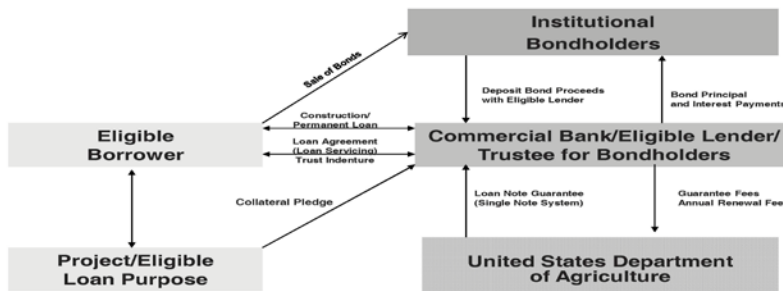 Institutional
Bondholders
Sale of Bonds
Deposit Bond Proceeds
with Eligible Lender
Bond Principal
and Interest Payments
Construction/
Permanent Loan
Eligible
Borrower
Loan Agreement
(Loan Servicing)
Trust Indenture
Commercial Bank/Eligible Lender/
Trustee for Bondholders
Collateral Pledge
Loan Note Guarantee
(Single Note System)
Guarantee Fees
Annual Renewal Fee
Project/Eligible
Loan Purpose
United States Department
of Agriculture